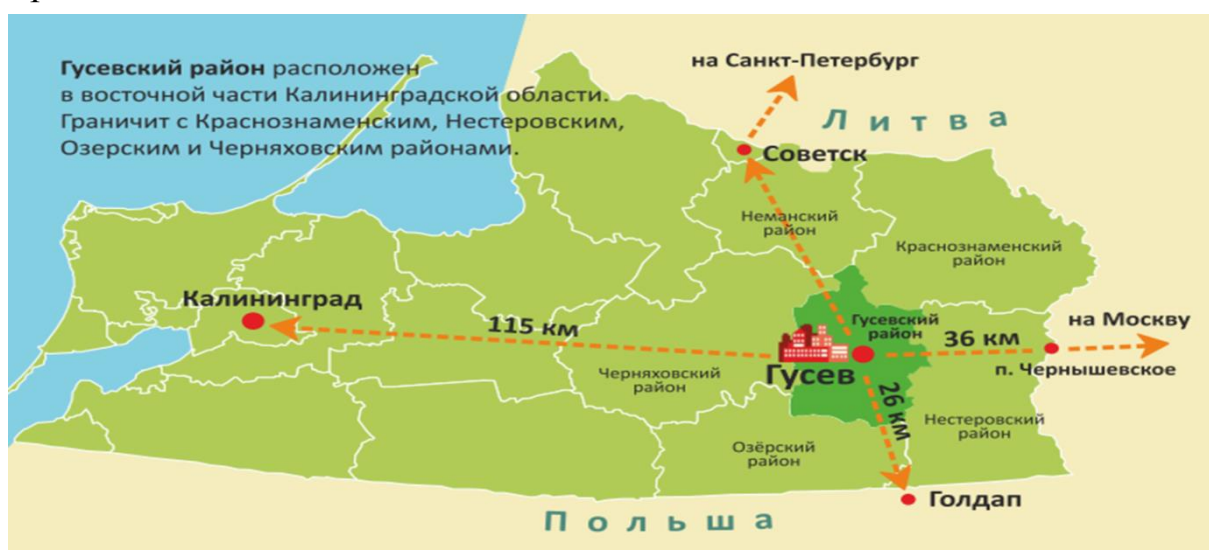 Гусевский район расположен
в восточной части Калининградской области.
Граничит с Краснознаменским, Нестеровским,
Озерским и Черняховским районами.
на Санкт-Петербург
Литва
Советск
Неманский
район
Краснознаменский
район
Калининград
115 км
Гусевский
район
36 км
на Москву
п. Чернышевское
Гусев
Черняховский
район
26 км
Нестеровский
район
Озёрский
район
Голдап
Польша